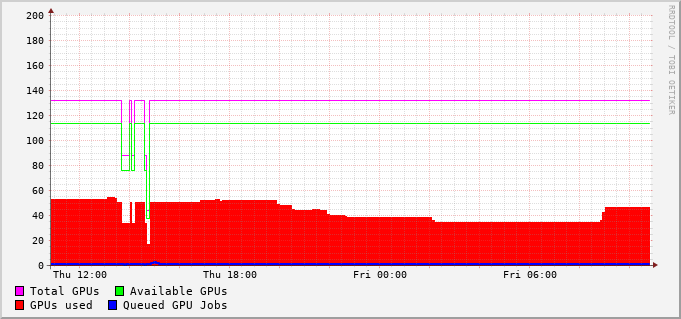 200
180
160
140
120
100
80
60
40
20
0
Thu 12:00 Thu 18:00 Fri 00:00 Fri 06:00
Total GPUs Available GPUs
GPUs used Queued GPU Jobs
RRDTOOL / TOBI OETIKER